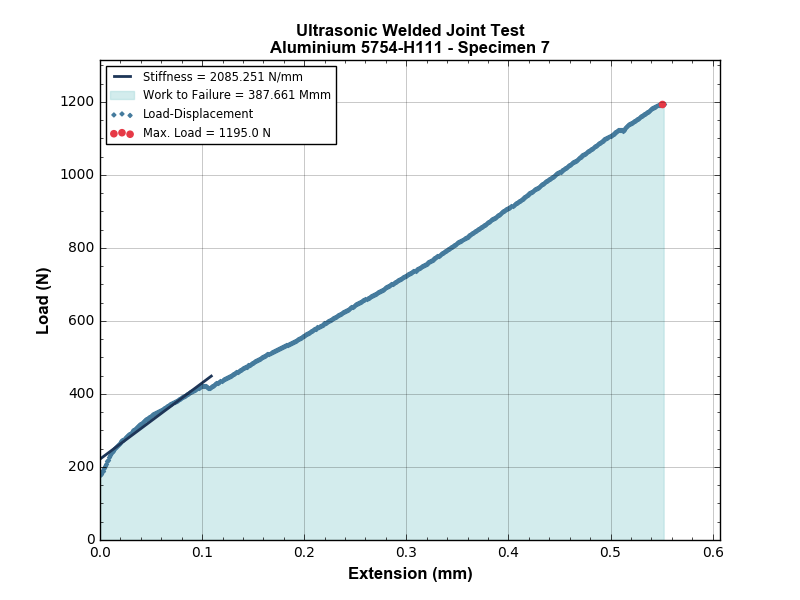 Ultrasonic Welded Joint Test
Aluminium 5754-H111 - Specimen 7
Stiffness = 2085.251 N/mm
Work to Failure = 387.661 Mmm
Load-Displacement
Max. Load = 1195.0 N
1200
1000
800
600
400
200
0
Load (N)
0.0 0.1 0.2 0.3 0.4 0.5 0.6
Extension (mm)